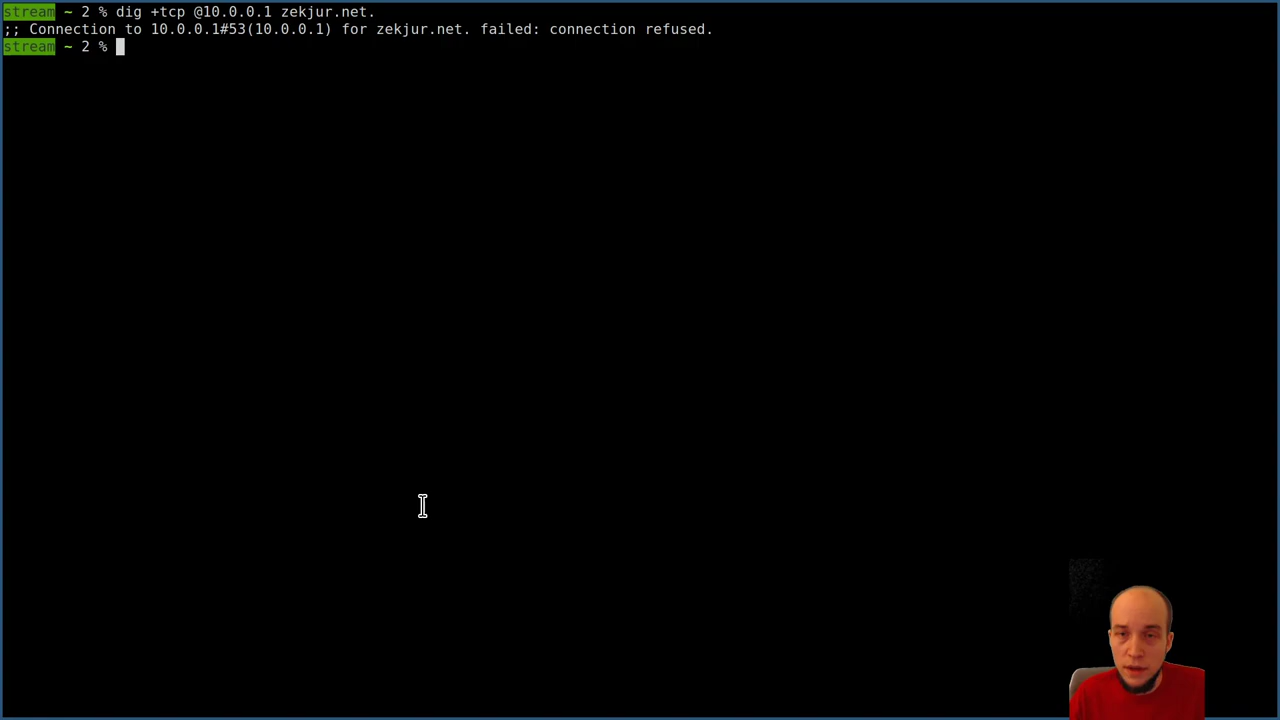 stream ~ 2 % dig +tcp @10.0.0.1 zekjur.net.
;; Connection to 10.0.0.1#53(10.0.0.1) for zekjur.net. failed: connection refused.
stream ~ 2 %